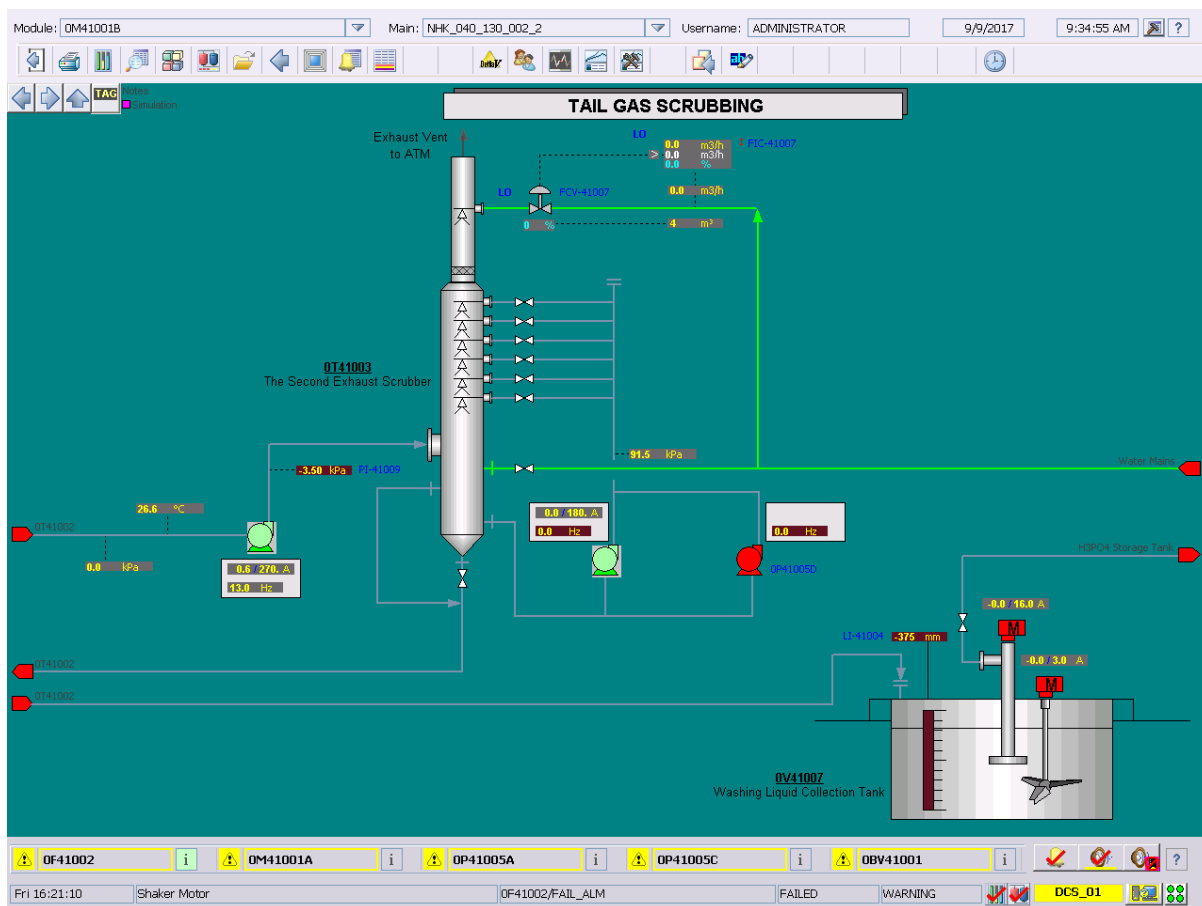 Module: 0M41001B Main: NHK_040_130_002_2 Username: ADMINISTRATOR 9/9/2017 9:34:55 AM ?
DeltaV
TAG Notes
Simulation
TAIL GAS SCRUBBING
Exhaust Vent
to ATM
LO
0.0 m3/h FIC-41007
> 0.0 m3/h
0.0 %
LO FCV-41007 0.0 m3/h
0 % 4 m³
0T41003
The Second Exhaust Scrubber
91.5 kPa
-3.50 kPa PI-41009
Water Mains
26.6 °C
0T41002
0.0 kPa
0.6 / 270. A
13.0 Hz
0.0 / 180. A
0.0 Hz
0.0 Hz
0P41005D
H3PO4 Storage Tank
-0.0 / 16.0 A
M
LI-41004 -375 mm
-0.0 / 3.0 A
M
0T41002
0T41002
0V41007
Washing Liquid Collection Tank
0F41002 i 0M41001A i 0P41005A i 0P41005C i 0BV41001 i ?
Fri 16:21:10 Shaker Motor 0F41002/FAIL_ALM FAILED WARNING DCS_01